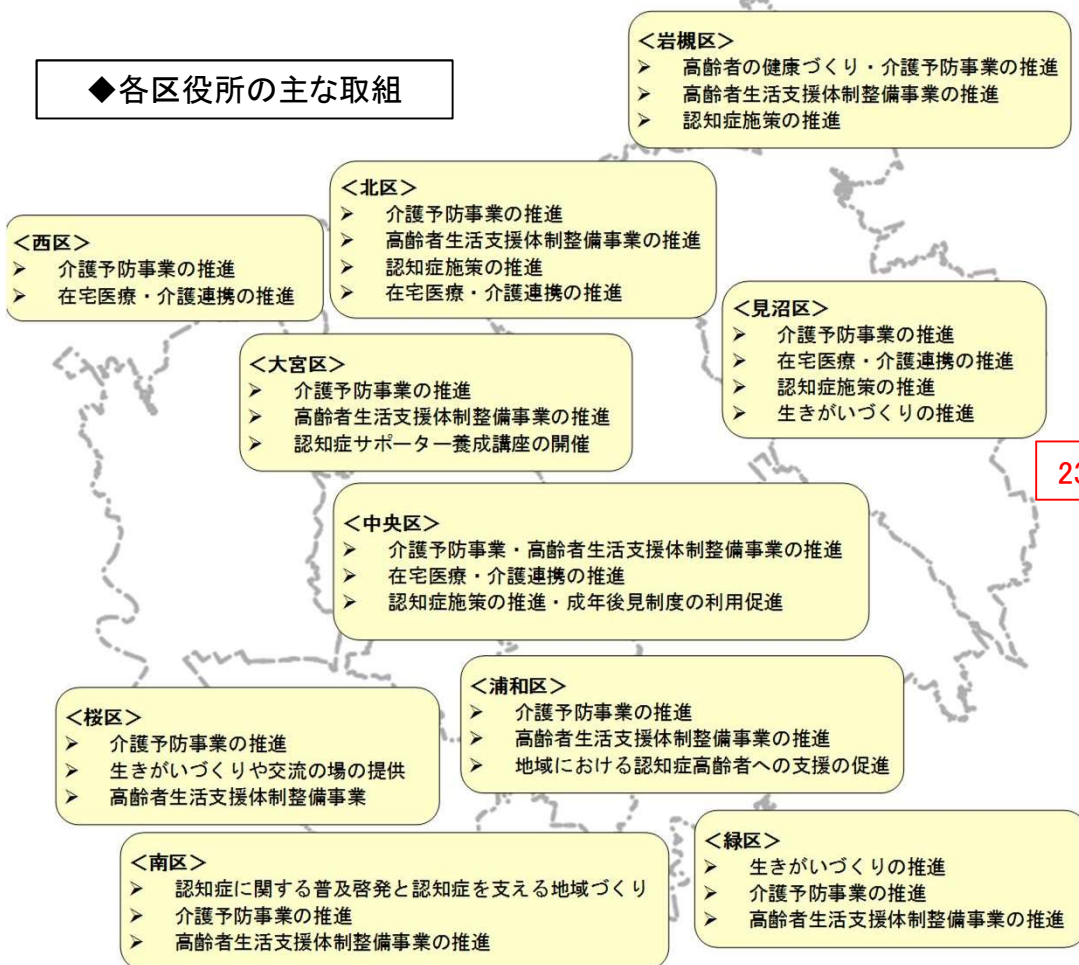 ◆各区役所の主な取組
＜岩槻区＞
➢ 高齢者の健康づくり・介護予防事業の推進
➢ 高齢者生活支援体制整備事業の推進
➢ 認知症施策の推進
＜北区＞
➢ 介護予防事業の推進
➢ 高齢者生活支援体制整備事業の推進
➢ 認知症施策の推進
➢ 在宅医療・介護連携の推進
＜西区＞
➢ 介護予防事業の推進
➢ 在宅医療・介護連携の推進
＜見沼区＞
➢ 介護予防事業の推進
➢ 在宅医療・介護連携の推進
➢ 認知症施策の推進
➢ 生きがいづくりの推進
＜大宮区＞
➢ 介護予防事業の推進
➢ 高齢者生活支援体制整備事業の推進
➢ 認知症サポーター養成講座の開催
23
＜中央区＞
➢ 介護予防事業・高齢者生活支援体制整備事業の推進
➢ 在宅医療・介護連携の推進
➢ 認知症施策の推進・成年後見制度の利用促進
＜浦和区＞
➢ 介護予防事業の推進
➢ 高齢者生活支援体制整備事業の推進
➢ 地域における認知症高齢者への支援の促進
＜桜区＞
➢ 介護予防事業の推進
➢ 生きがいづくりや交流の場の提供
➢ 高齢者生活支援体制整備事業
＜南区＞
➢ 認知症に関する普及啓発と認知症を支える地域づくり
➢ 介護予防事業の推進
➢ 高齢者生活支援体制整備事業の推進
＜緑区＞
➢ 生きがいづくりの推進
➢ 介護予防事業の推進
➢ 高齢者生活支援体制整備事業の推進